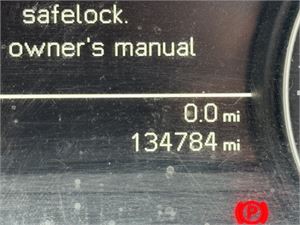 safelock.
owner's manual
0.0 mi
134784 mi
P